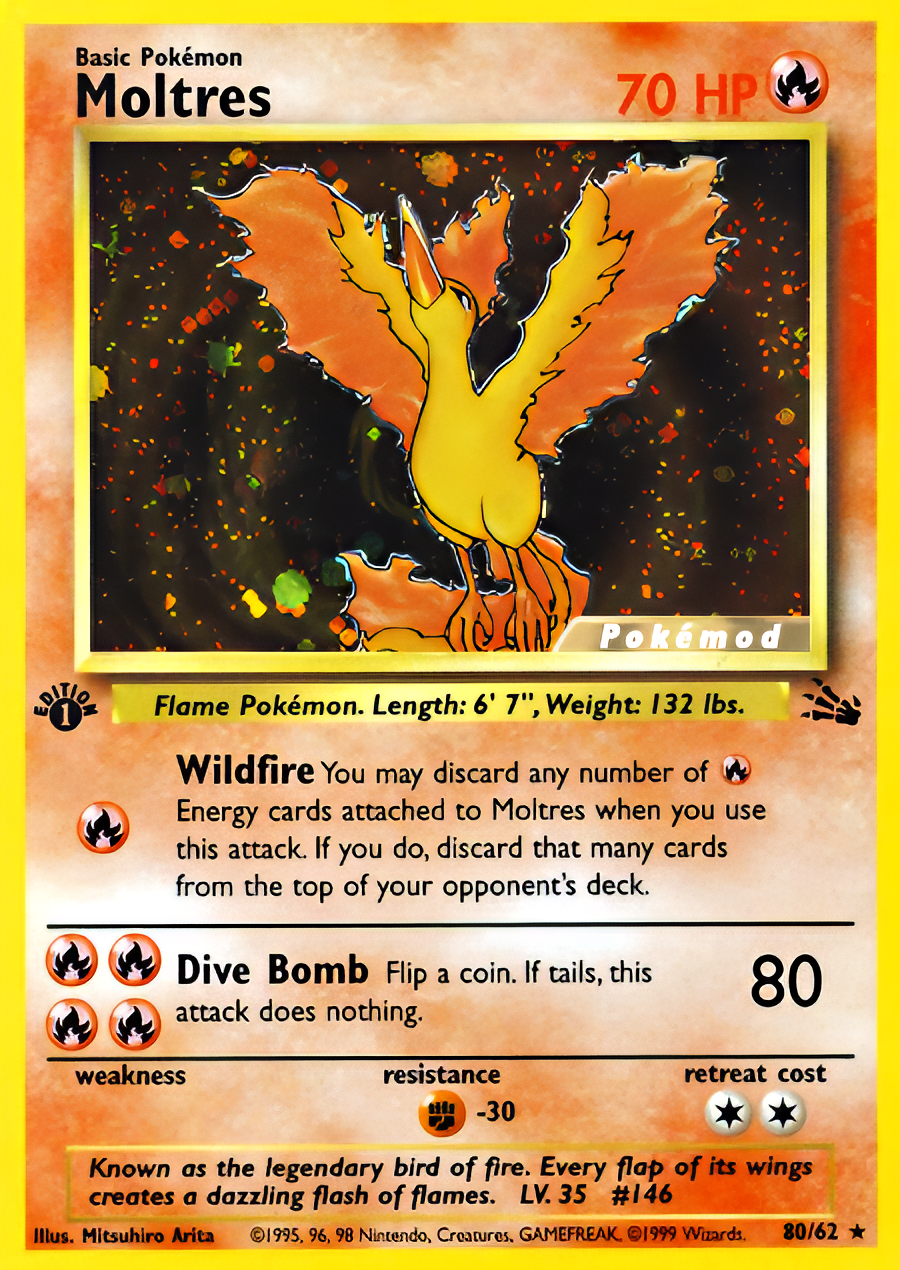 Basic Pokémon
Moltres 70 HP
Pokémod
EDITION
1
Flame Pokémon. Length: 6' 7", Weight: 132 lbs.
Wildfire You may discard any number of
Energy cards attached to Moltres when you use
this attack. If you do, discard that many cards
from the top of your opponent's deck.
Dive Bomb Flip a coin. If tails, this
attack does nothing.
80
weakness resistance retreat cost
-30
Known as the legendary bird of fire. Every flap of its wings
creates a dazzling flash of flames. LV. 35 #146
Illus. Mitsuhiro Arita ©1995, 96, 98 Nintendo, Creatures, GAMEFREAK. ©1999 Wizards. 80/62 ★